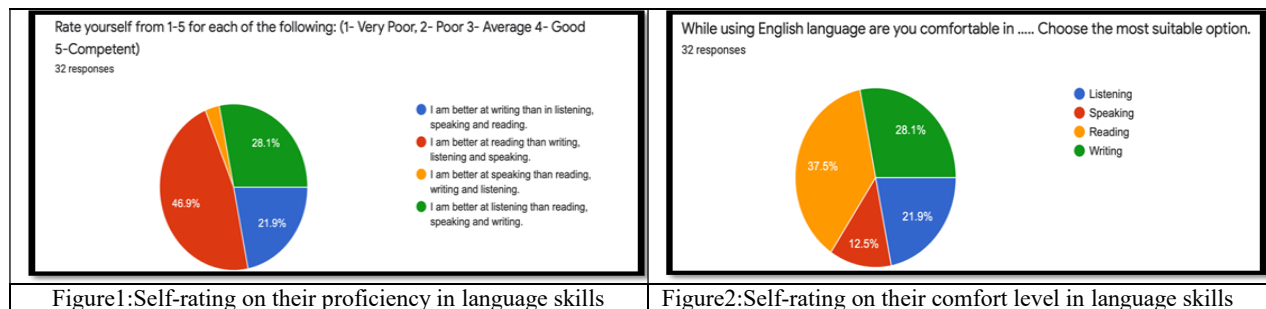 Rate yourself from 1-5 for each of the following: (1- Very Poor, 2- Poor 3- Average 4- Good
5-Competent)
32 responses
I am better at writing than in listening,
speaking and reading.
I am better at reading than writing,
listening and speaking.
I am better at speaking than reading,
writing and listening.
I am better at listening than reading,
speaking and writing.
28.1%
46.9%
21.9%
Figure1:Self-rating on their proficiency in language skills
While using English language are you comfortable in ..... Choose the most suitable option.
32 responses
Listening
Speaking
Reading
Writing
28.1%
37.5%
21.9%
12.5%
Figure2:Self-rating on their comfort level in language skills